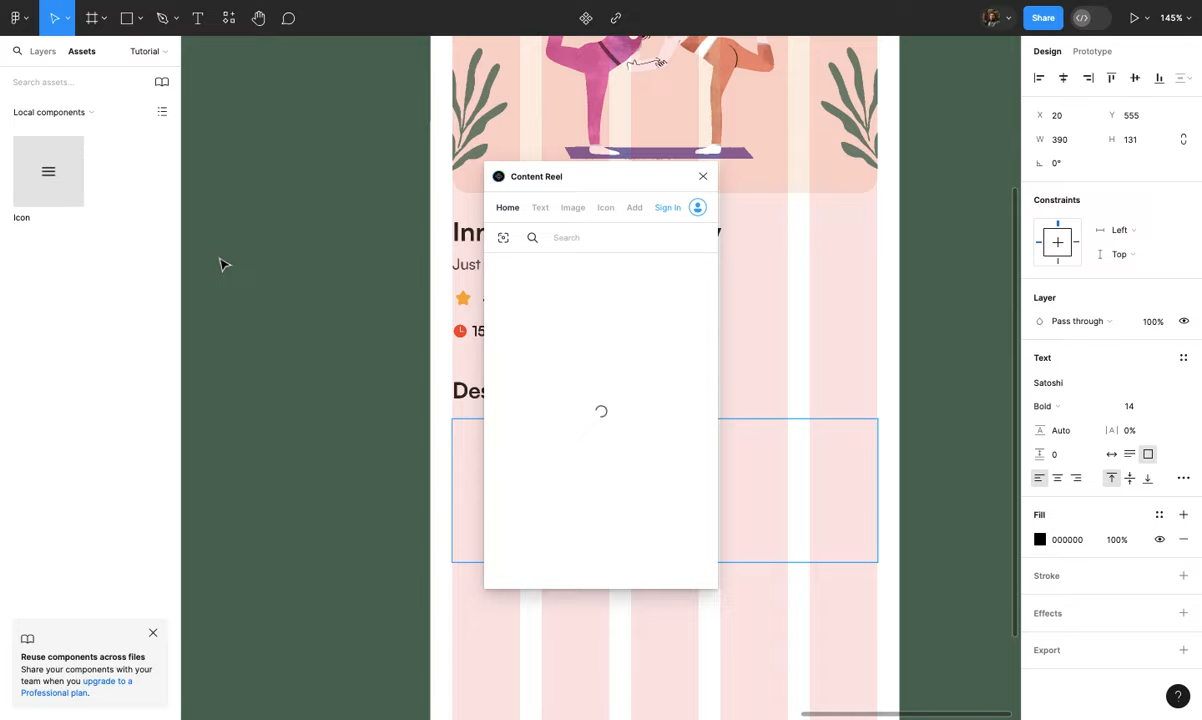 Share
145%
Layers
Assets
Tutorial
Search assets...
Local components
Icon
Reuse components across files
Share your components with your
team when you upgrade to a
Professional plan.
Content Reel
Home
Text
Image
Icon
Add
Sign In
Search
Just
15
Design
Prototype
X 20
Y 555
W 390
H 131
0°
Constraints
Left
Top
Layer
Pass through
100%
Text
Satoshi
Bold
14
Auto
|A| 0%
0
Fill
000000
100%
Stroke
Effects
Export
?